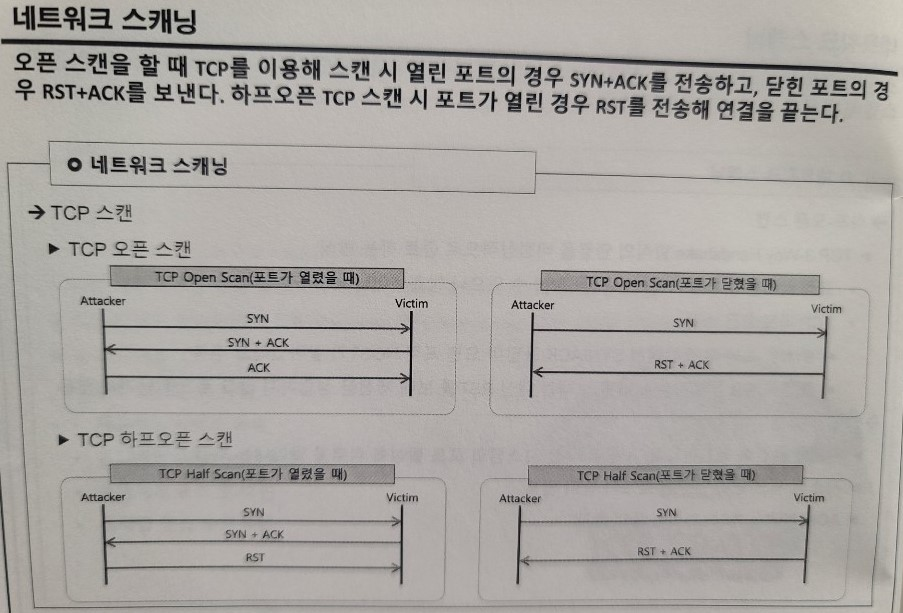 네트워크 스캐닝
오픈 스캔을 할 때 TCP를 이용해 스캔 시 열린 포트의 경우 SYN+ACK를 전송하고, 닫힌 포트의 경
우 RST+ACK를 보낸다. 하프오픈 TCP 스캔 시 포트가 열린 경우 RST를 전송해 연결을 끝는다.
네트워크 스캐닝
→ TCP 스캔
▶ TCP 오픈 스캔
TCP Open Scan(포트가 열렸을 때)
Attacker
Victim
SYN
SYN + ACK
ACK
TCP Open Scan(포트가 닫혔을 때)
Attacker
Victim
SYN
RST + ACK
▶ TCP 하프오픈 스캔
TCP Half Scan(포트가 열렸을 때)
Attacker
Victim
SYN
SYN + ACK
RST
TCP Half Scan(포트가 닫혔을 때)
Attacker
Victim
SYN
RST + ACK